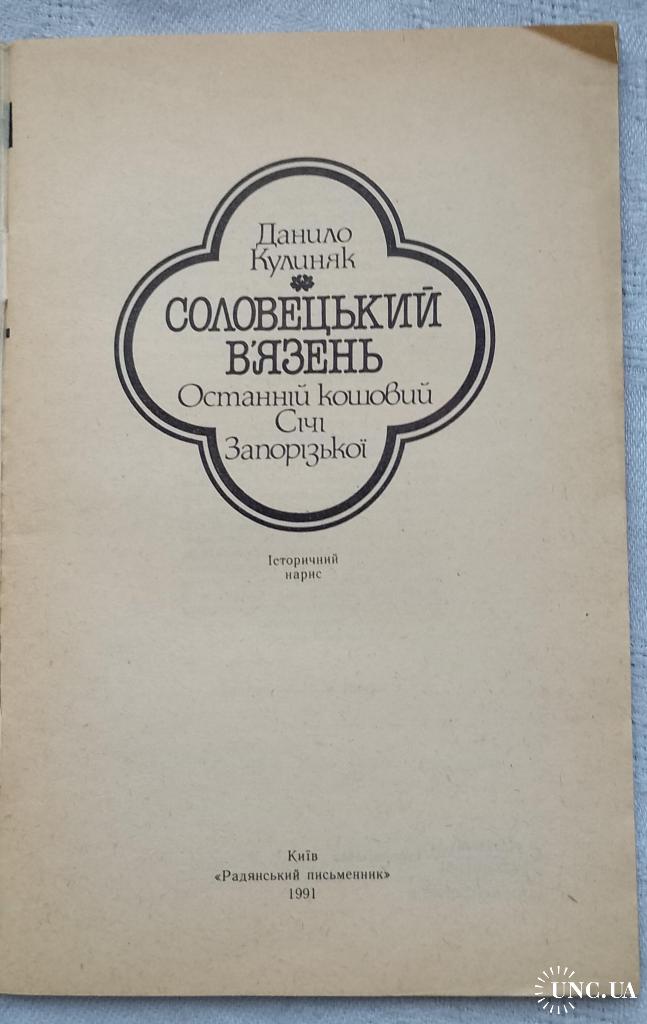 Данило
Кулиняк
СОЛОВЕЦЬКИЙ
В'ЯЗЕНЬ
Останній кошовий
Січі
Запорізької
Історичний
нарис
Київ
«Радянський письменник»
1991
UNC.UA